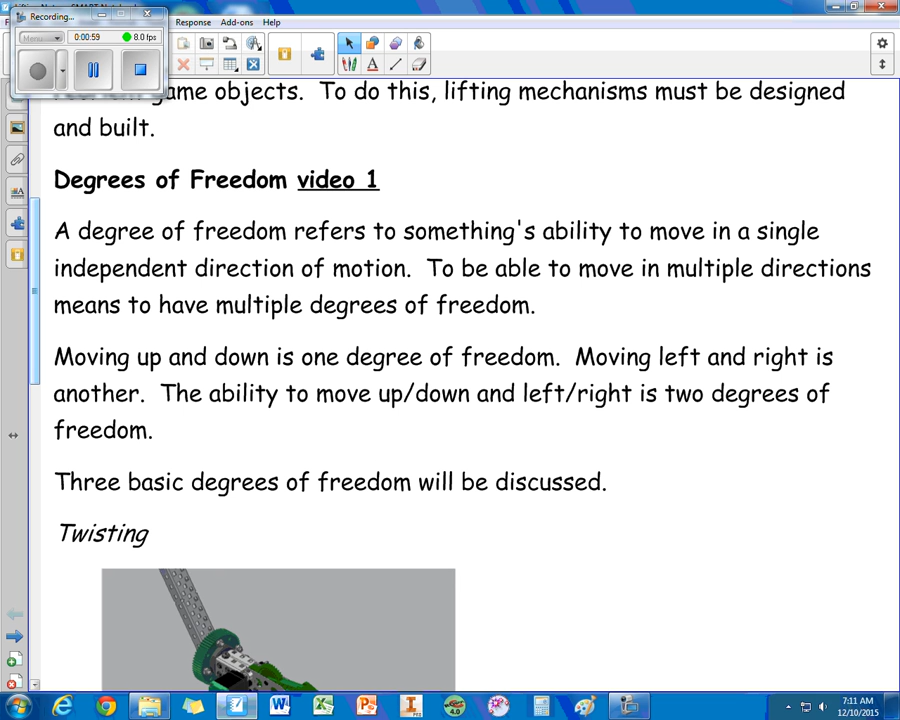 Recording...
Menu
0:00:59
8.0 fps
Response Add-ons Help
game objects. To do this, lifting mechanisms must be designed
and built.
Degrees of Freedom video 1
A degree of freedom refers to something's ability to move in a single
independent direction of motion. To be able to move in multiple directions
means to have multiple degrees of freedom.
Moving up and down is one degree of freedom. Moving left and right is
another. The ability to move up/down and left/right is two degrees of
freedom.
Three basic degrees of freedom will be discussed.
Twisting
7:11 AM
12/10/2015